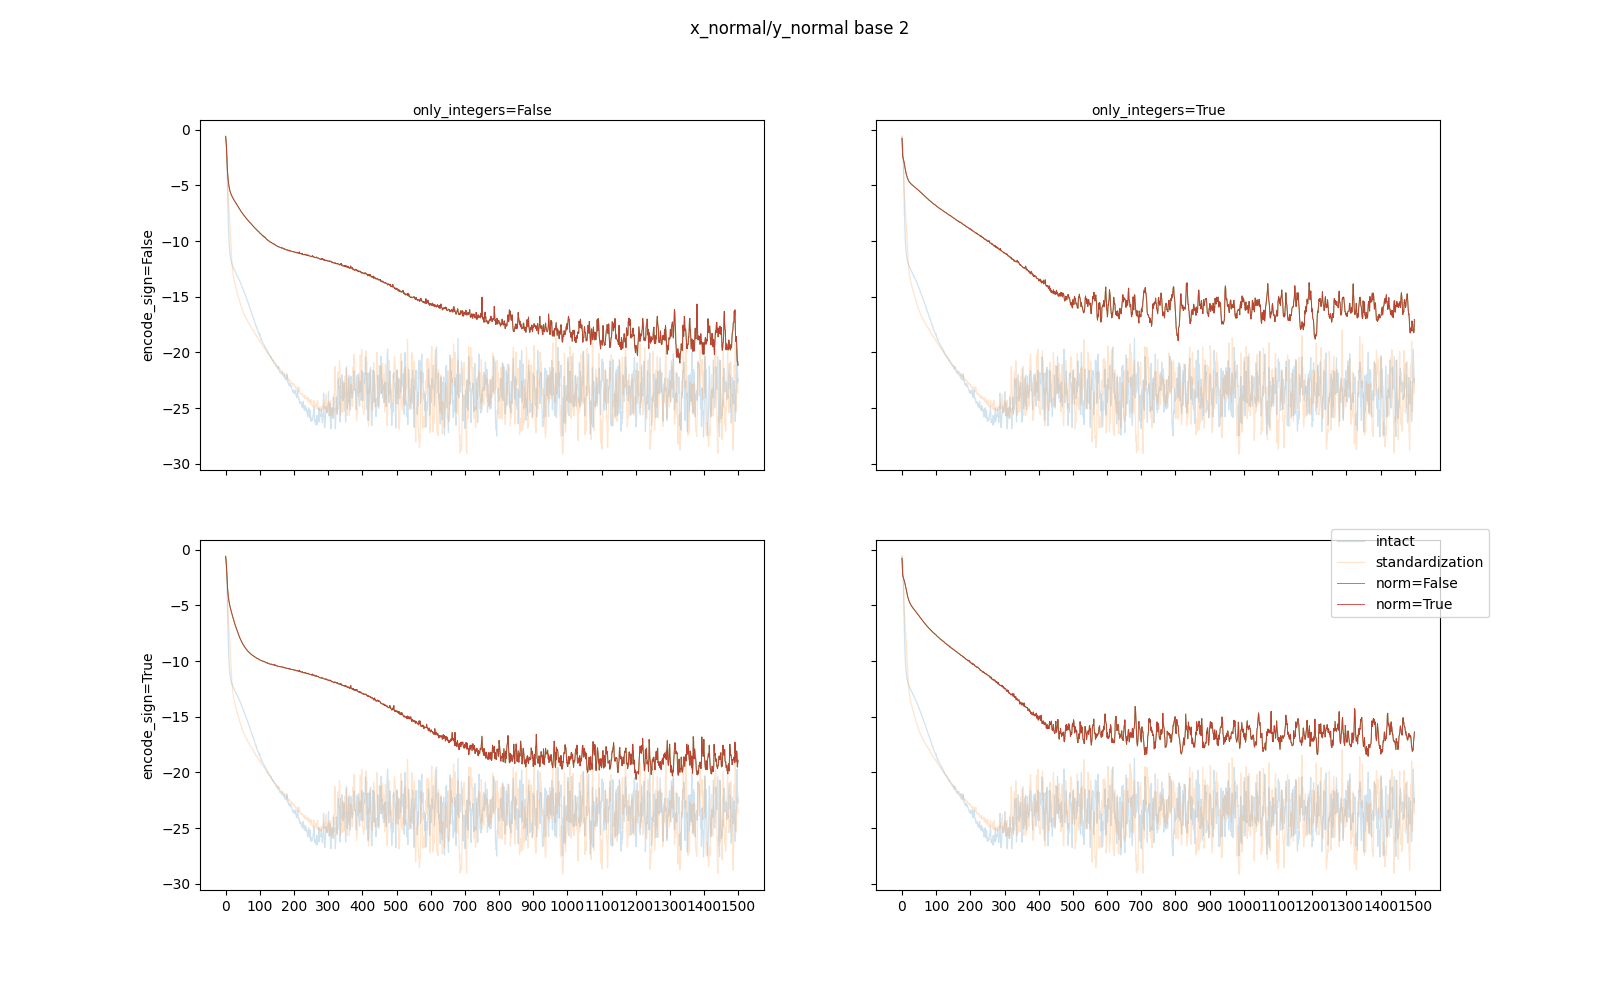 x_normal/y_normal base 2
only_integers=False
only_integers=True
encode_sign=False
0
−5
−10
−15
−20
−25
−30
encode_sign=True
0
−5
−10
−15
−20
−25
−30
intact
standardization
norm=False
norm=True
0 100 200 300 400 500 600 700 800 900 1000 1100 1200 1300 1400 1500
0 100 200 300 400 500 600 700 800 900 1000 1100 1200 1300 1400 1500